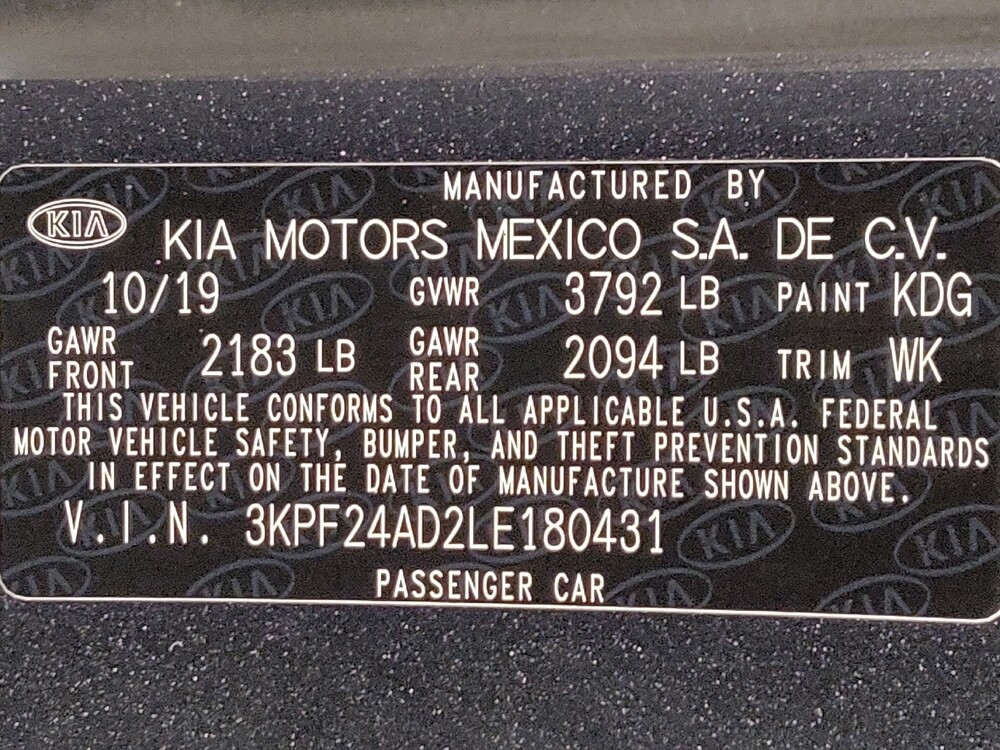 MANUFACTURED BY
KIA
KIA MOTORS MEXICO S.A. DE C.V.
10/19 GVWR 3792 LB PAINT KDG
GAWR FRONT 2183 LB GAWR REAR 2094 LB TRIM WK
THIS VEHICLE CONFORMS TO ALL APPLICABLE U.S.A. FEDERAL
MOTOR VEHICLE SAFETY, BUMPER, AND THEFT PREVENTION STANDARDS
IN EFFECT ON THE DATE OF MANUFACTURE SHOWN ABOVE.
V.I.N. 3KPF24AD2LE180431
PASSENGER CAR